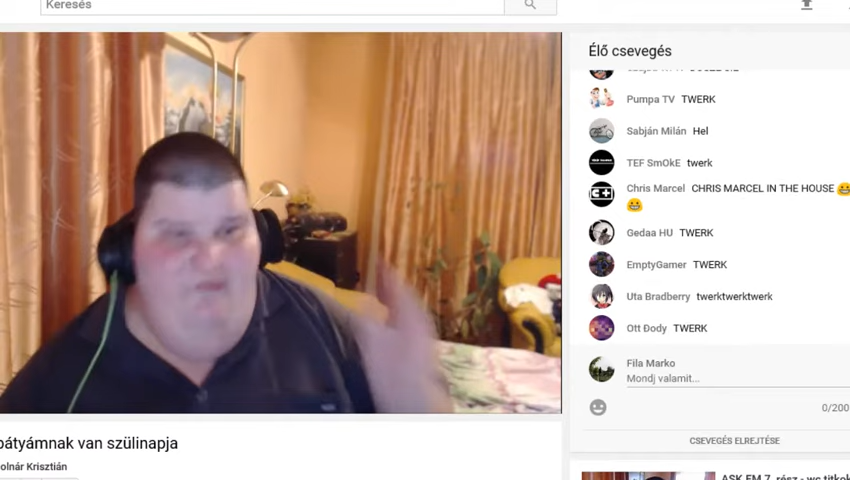 Keresés
Élő csevegés
Pumpa TV TWERK
Sabján Milán Hel
TEF SmOkE twerk
Chris Marcel CHRIS MARCEL IN THE HOUSE 😬
😬
Gedaa HU TWERK
EmptyGamer TWERK
Uta Bradberry twerktwerktwerk
Ott Đody TWERK
Fila Marko
Mondj valamit...
0/200
CSEVEGÉS ELREJTÉSE
bátyámnak van szülinapja
olnár Krisztián
ASK.FM 7. rész - wc titkok